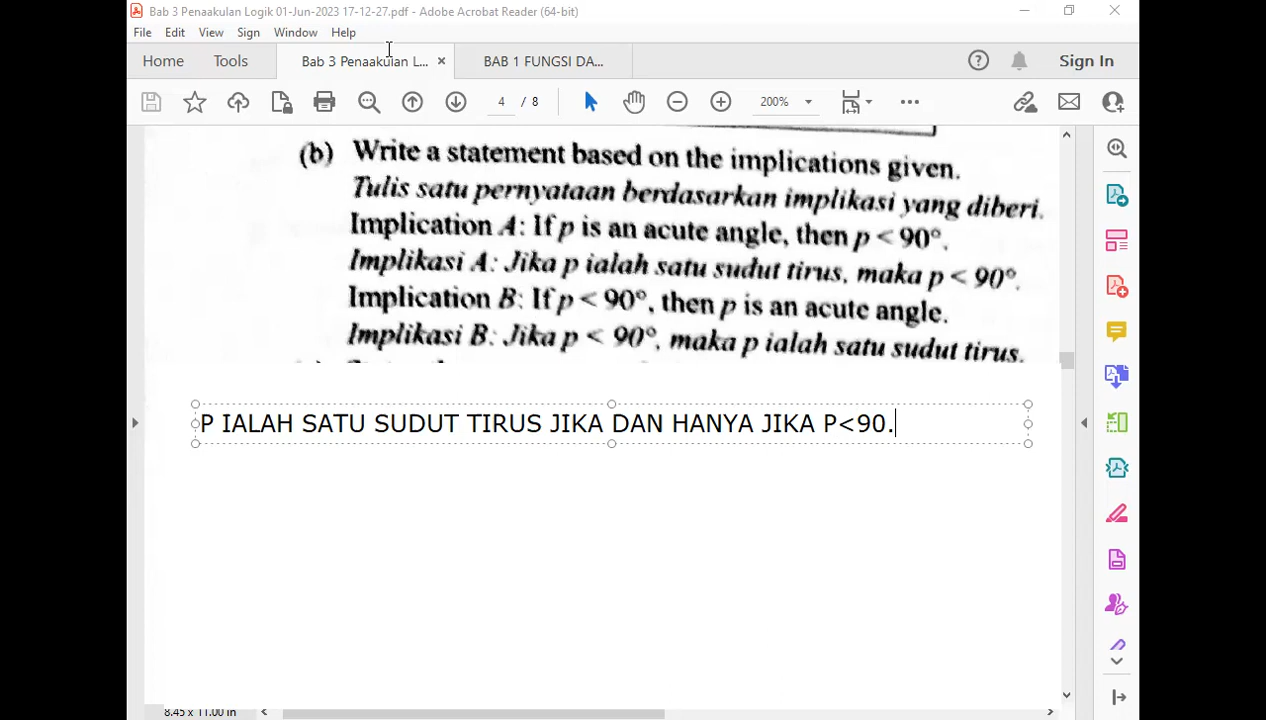 Bab 3 Penaakulan Logik 01-Jun-2023 17-12-27.pdf - Adobe Acrobat Reader (64-bit)
File Edit View Sign Window Help
Home Tools Bab 3 Penaakulan L... × BAB 1 FUNGSI DA... Sign In
4 / 8 200%
(b) Write a statement based on the implications given.
Tulis satu pernyataan berdasarkan implikasi yang diberi.
Implication A: If p is an acute angle, then p < 90°.
Implikasi A: Jika p ialah satu sudut tirus, maka p < 90°.
Implication B: If p < 90°, then p is an acute angle.
Implikasi B: Jika p < 90°, maka p ialah satu sudut tirus.
P IALAH SATU SUDUT TIRUS JIKA DAN HANYA JIKA P<90.
8.45 x 11.00 in